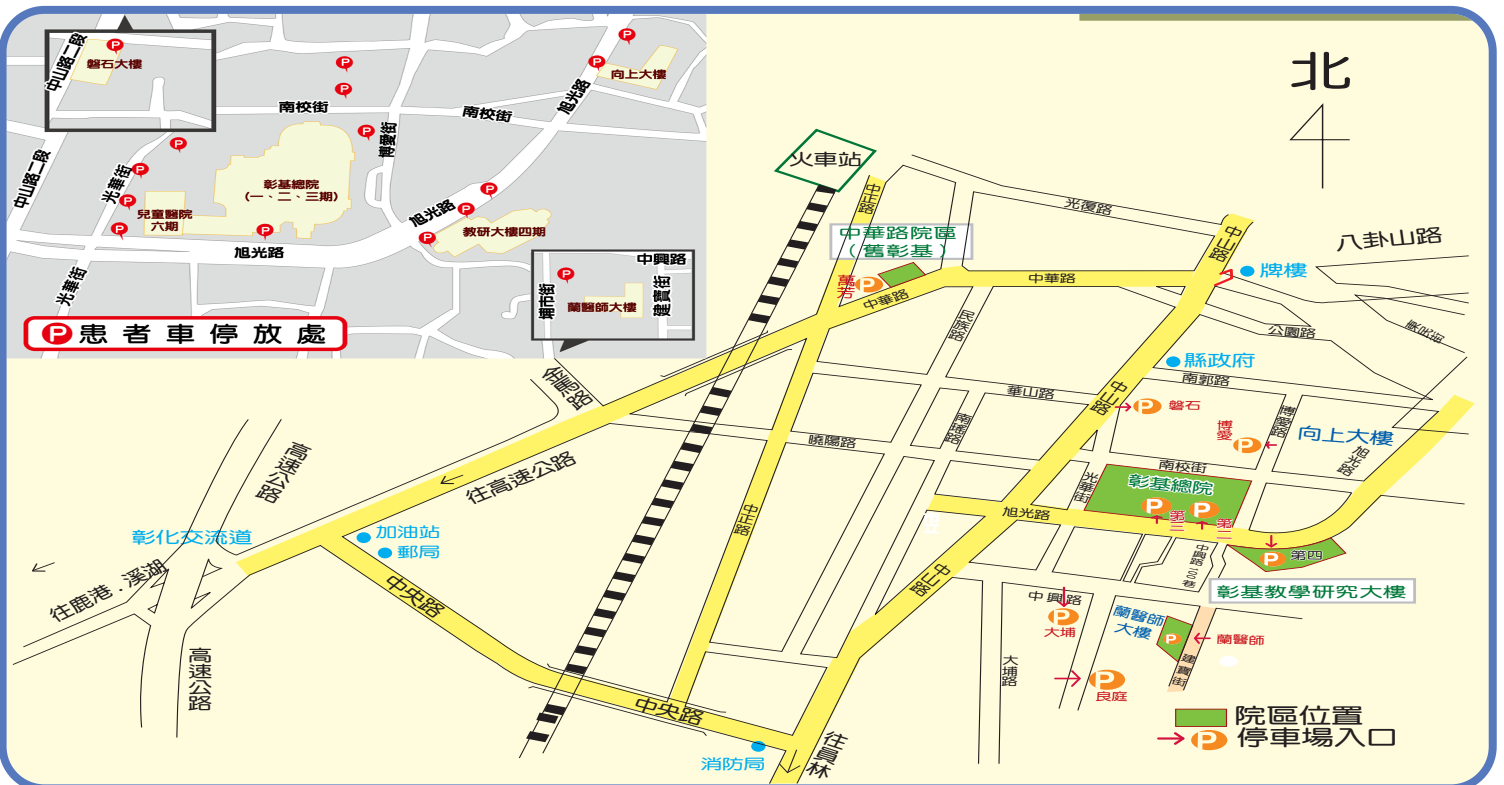 中山路二段
磐石大樓
向上大樓
南校街
南校街
旭光路
中山路二段
光華街
博愛街
彰基總院
(一、二、三期)
兒童醫院
六期
旭光路
旭光路
教研大樓四期
光華街
中興路
建寶街
蘭醫師大樓
P患者車停放處
北
火車站
中正路
光復路
中山路
八卦山路
中華路院區
(舊彰基)
萬芳
中華路
中華路
牌樓
公園路
民族路
縣政府
南郭路
中山路
磐石
華山路
南瑤路
博愛路
博愛
向上大樓
旭光路
金馬路
曉陽路
往高速公路
高速公路
南校街
光華街
彰基總院
第三
第二
旭光路
中正路
第四
中興路100巷
彰基教學研究大樓
彰化交流道
加油站
郵局
往鹿港.溪湖
中央路
中山路
中興路
大埔
蘭醫師
大樓
蘭醫師
建寶街
大埔路
良庭
高速公路
中央路
消防局
往員林
院區位置
停車場入口